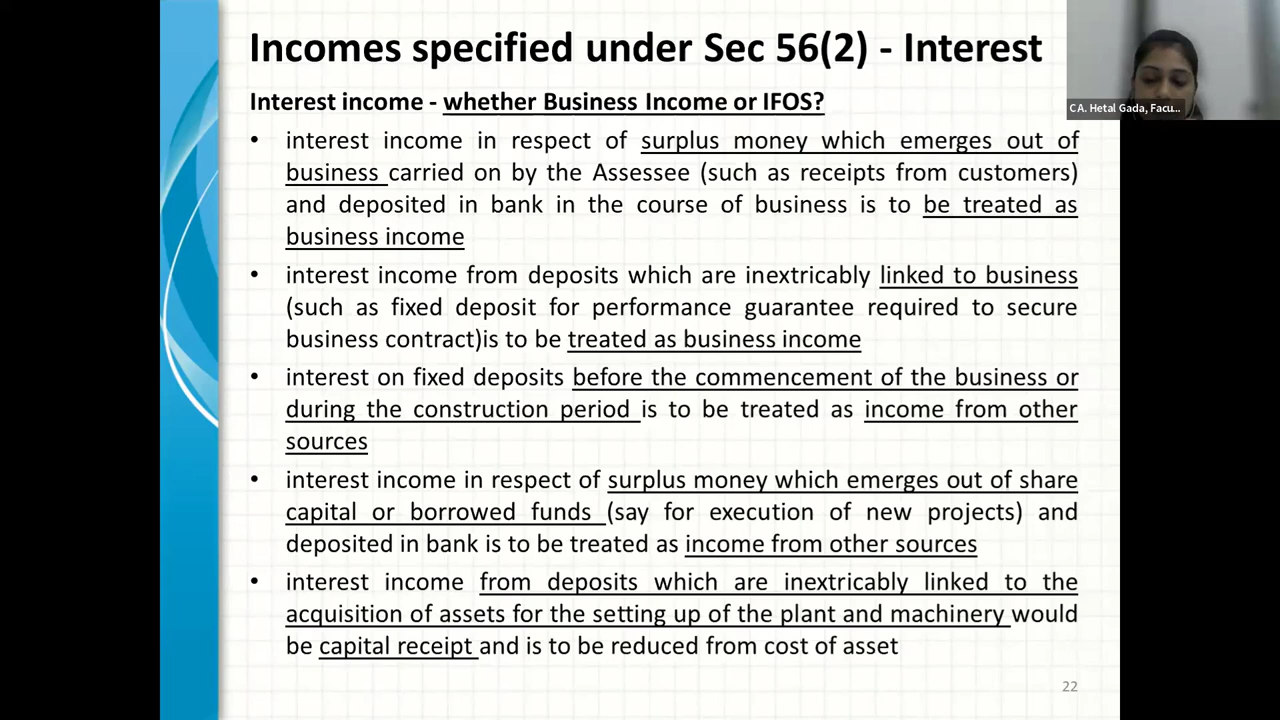 Incomes specified under Sec 56(2) - Interest
CA. Hetal Gada, Facu...
Interest income - whether Business Income or IFOS?
• interest income in respect of surplus money which emerges out of
business carried on by the Assessee (such as receipts from customers)
and deposited in bank in the course of business is to be treated as
business income
• interest income from deposits which are inextricably linked to business
(such as fixed deposit for performance guarantee required to secure
business contract)is to be treated as business income
• interest on fixed deposits before the commencement of the business or
during the construction period is to be treated as income from other
sources
• interest income in respect of surplus money which emerges out of share
capital or borrowed funds (say for execution of new projects) and
deposited in bank is to be treated as income from other sources
• interest income from deposits which are inextricably linked to the
acquisition of assets for the setting up of the plant and machinery would
be capital receipt and is to be reduced from cost of asset
22